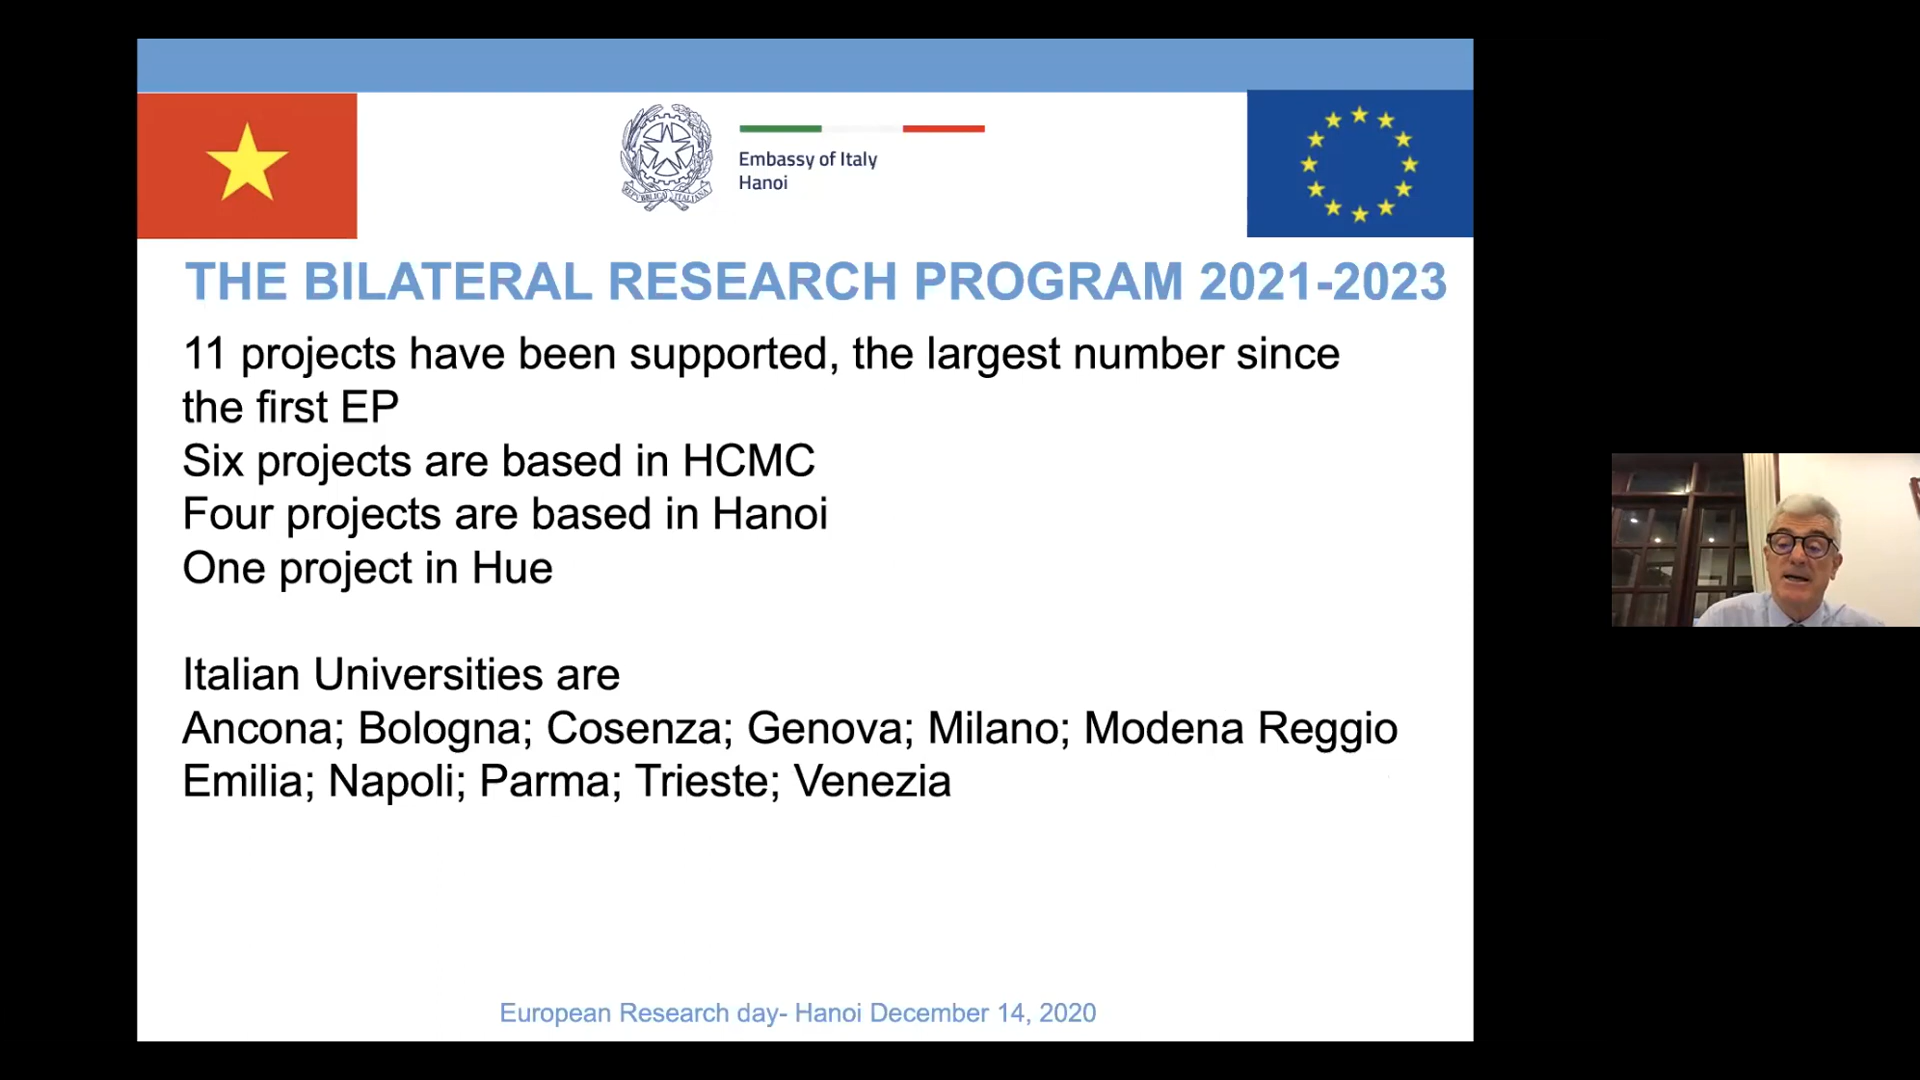 REPVBBLICA ITALIANA
Embassy of Italy
Hanoi
THE BILATERAL RESEARCH PROGRAM 2021-2023
11 projects have been supported, the largest number since
the first EP
Six projects are based in HCMC
Four projects are based in Hanoi
One project in Hue
Italian Universities are
Ancona; Bologna; Cosenza; Genova; Milano; Modena Reggio
Emilia; Napoli; Parma; Trieste; Venezia
European Research day- Hanoi December 14, 2020